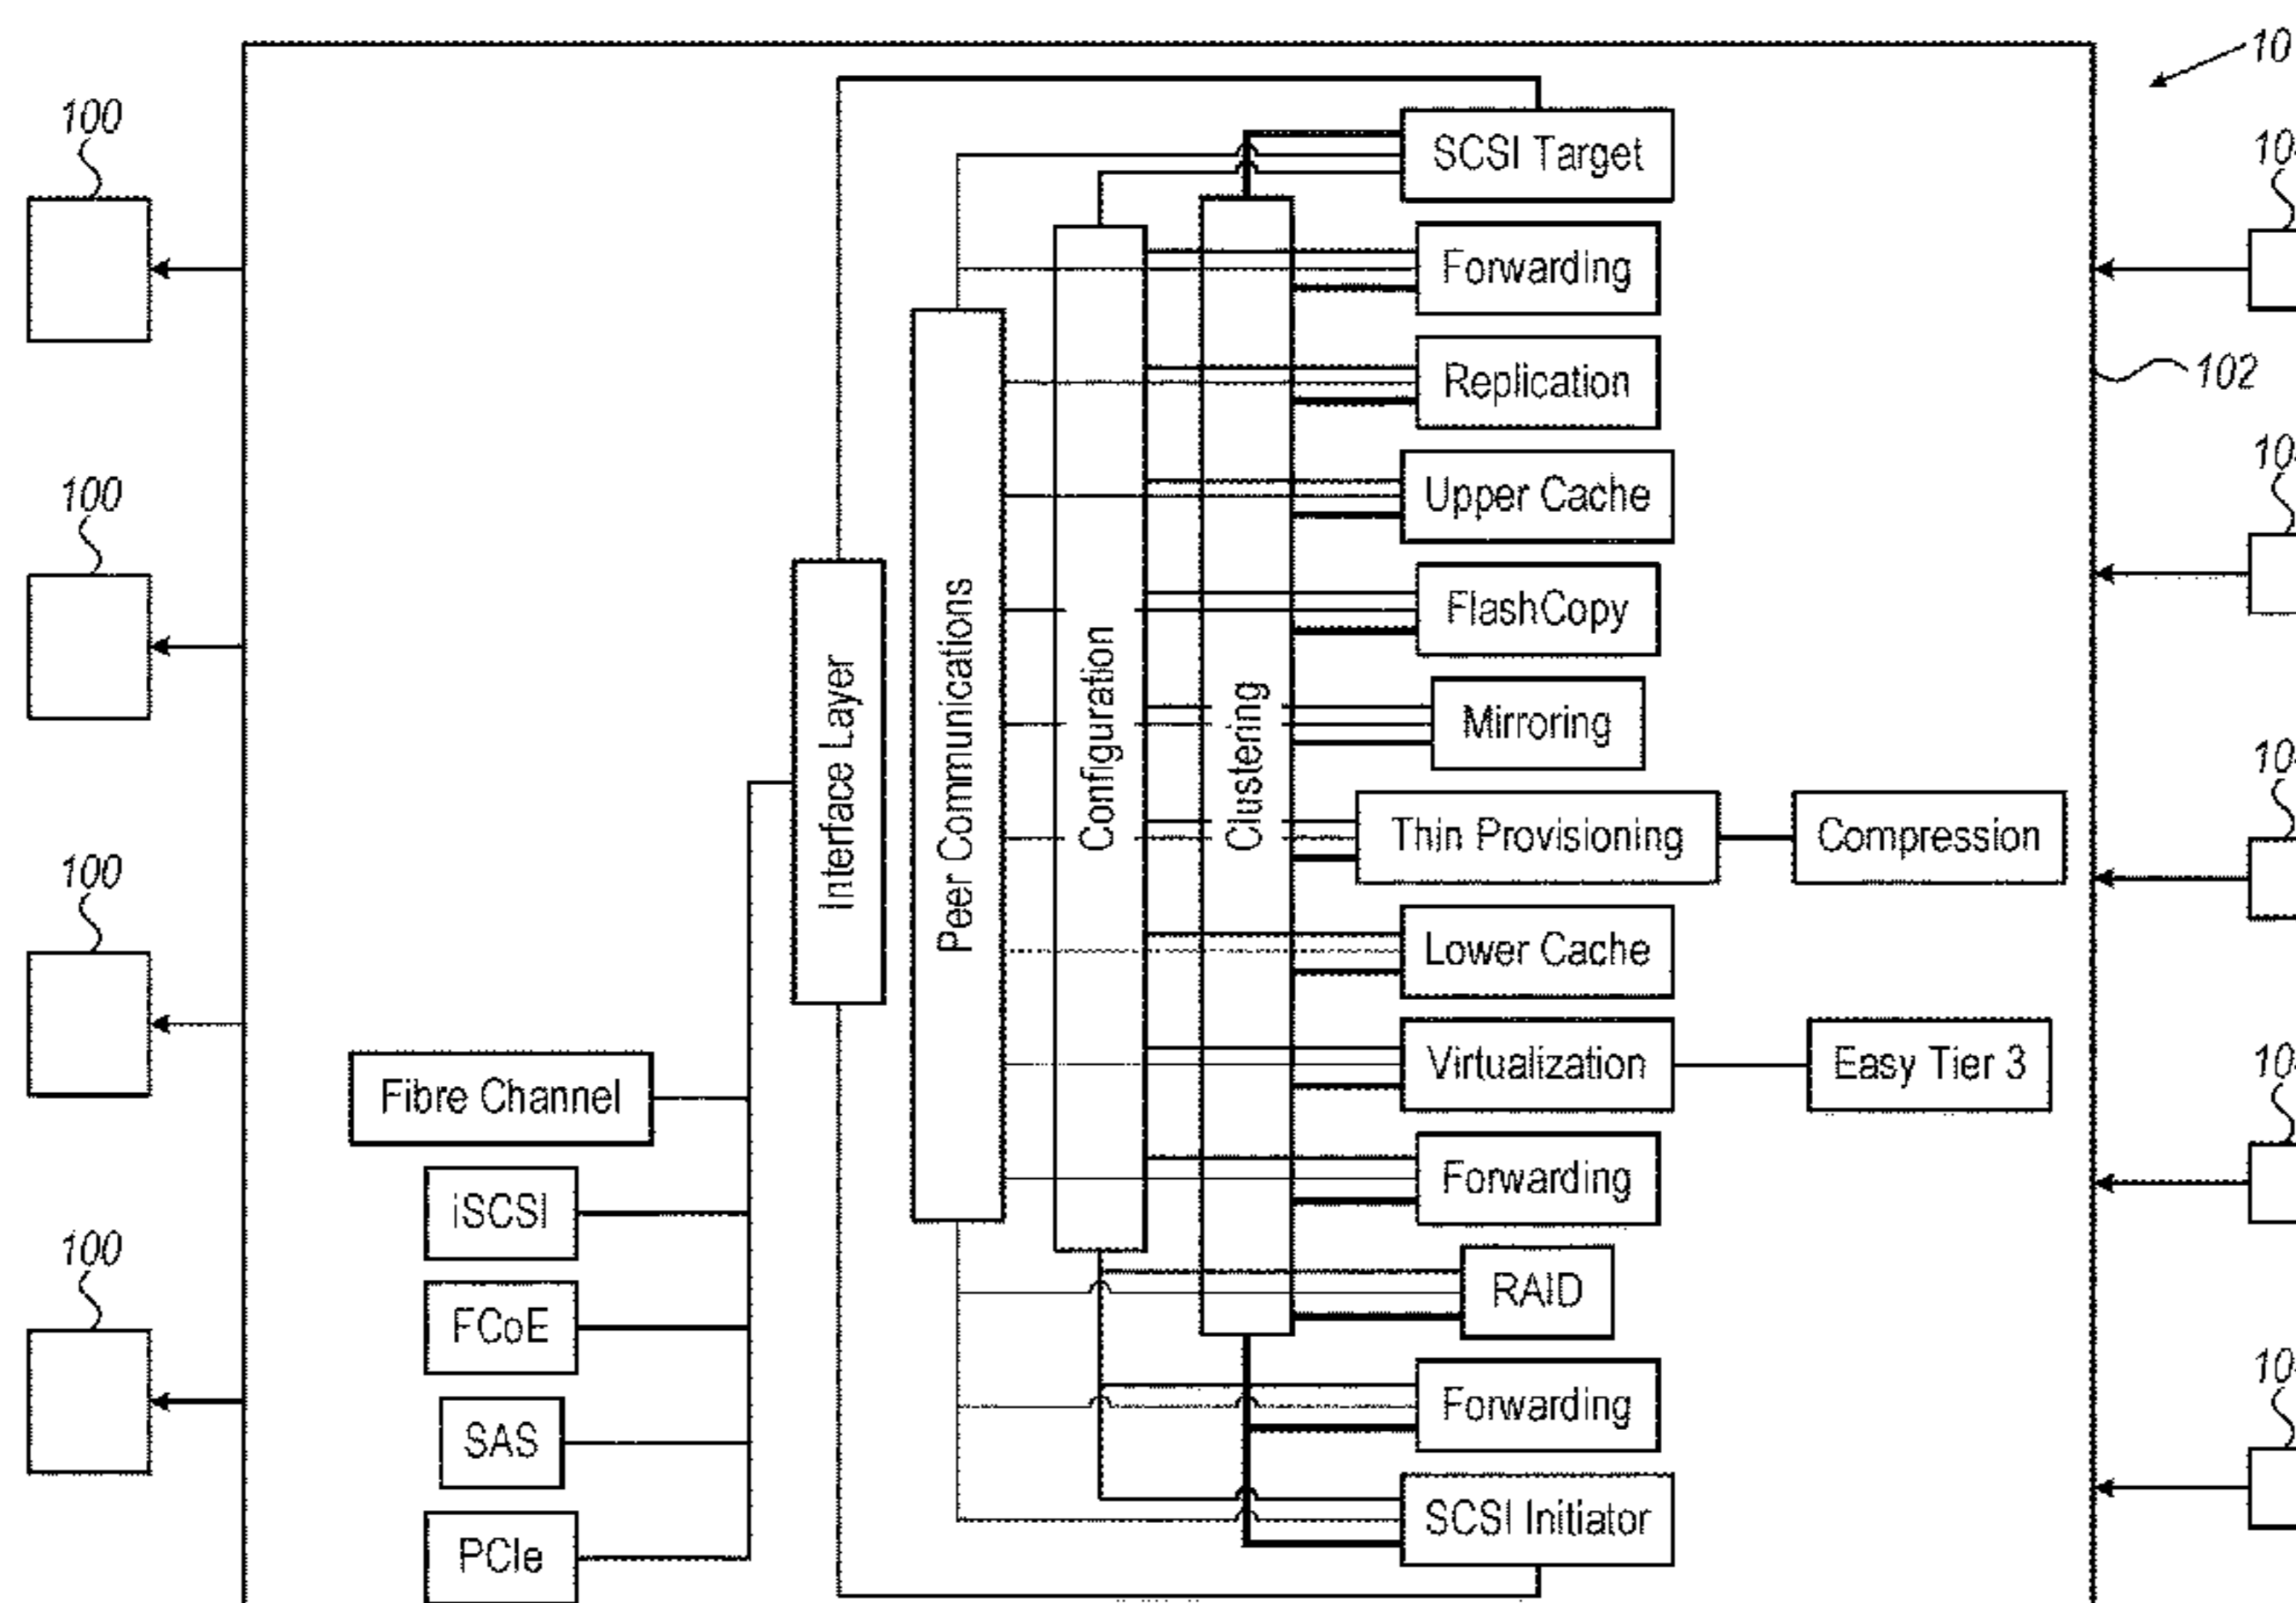 10
100
SCSI Target
10
Forwarding
Replication
102
100
Upper Cache
10
FlashCopy
Interface Layer
Peer Communications
Configuration
Clustering
Mirroring
10
Thin Provisioning
Compression
100
Lower Cache
Virtualization
Easy Tier 3
10
Fibre Channel
Forwarding
iSCSI
100
RAID
FCoE
Forwarding
10
SAS
SCSI Initiator
PCIe